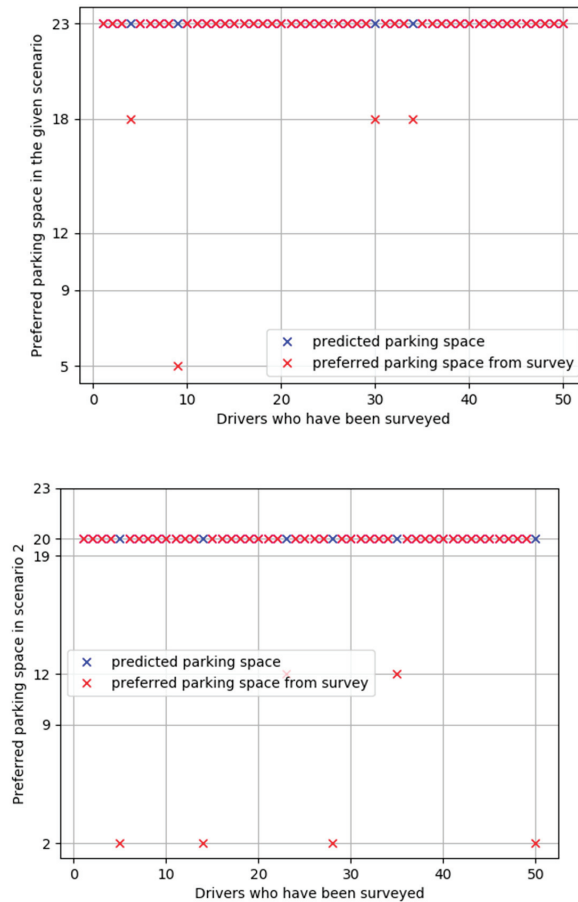 23
18
12
9
5
Preferred parking space in the given scenario
predicted parking space
preferred parking space from survey
0 10 20 30 40 50
Drivers who have been surveyed
23
20
19
12
9
2
Preferred parking space in scenario 2
predicted parking space
preferred parking space from survey
0 10 20 30 40 50
Drivers who have been surveyed